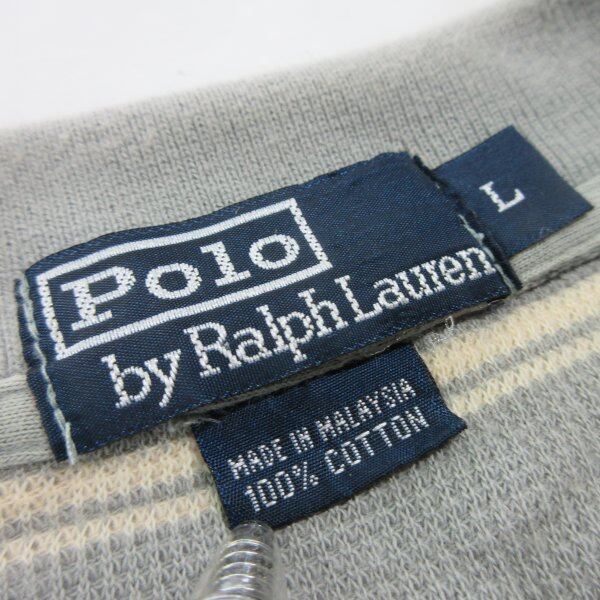 Polo
by Ralph Lauren
L
MADE IN MALAYSIA
100% COTTON